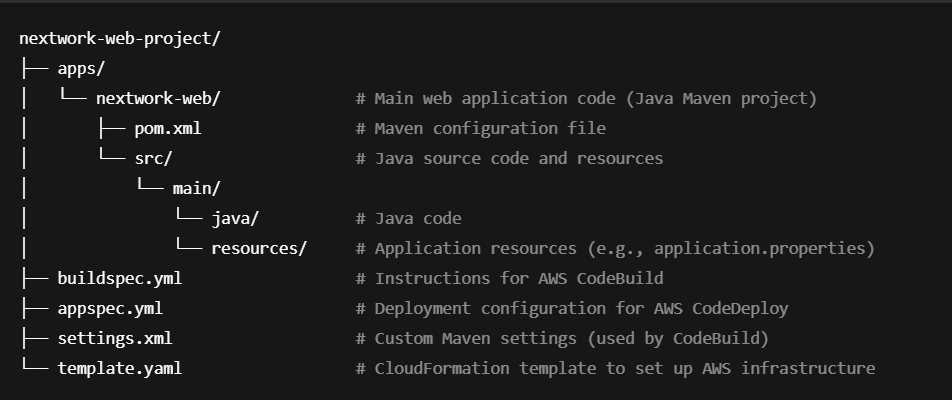 nextwork-web-project/
├── apps/
│   └── nextwork-web/              # Main web application code (Java Maven project)
│       ├── pom.xml                # Maven configuration file
│       └── src/                   # Java source code and resources
│           └── main/
│               └── java/          # Java code
│               └── resources/     # Application resources (e.g., application.properties)
├── buildspec.yml                  # Instructions for AWS CodeBuild
├── appspec.yml                    # Deployment configuration for AWS CodeDeploy
├── settings.xml                   # Custom Maven settings (used by CodeBuild)
└── template.yaml                  # CloudFormation template to set up AWS infrastructure